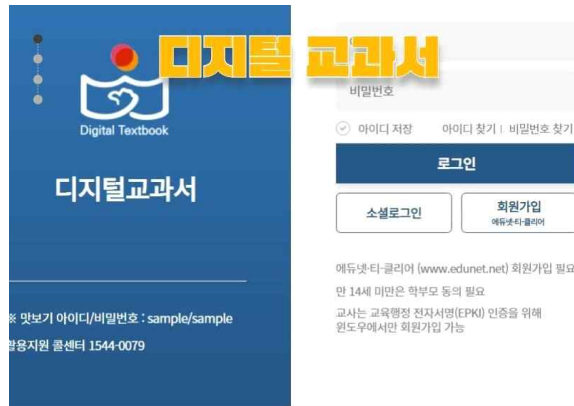 디지털 교과서
Digital Textbook
디지털교과서
※ 맛보기 아이디/비밀번호 : sample/sample
활용지원 콜센터 1544-0079
비밀번호
아이디 저장 아이디 찾기 | 비밀번호 찾기
로그인
소셜로그인
회원가입
에듀넷·티-클리어
에듀넷·티-클리어 (www.edunet.net) 회원가입 필요
만 14세 미만은 학부모 동의 필요
교사는 교육행정 전자서명(EPKI) 인증을 위해
윈도우에서만 회원가입 가능